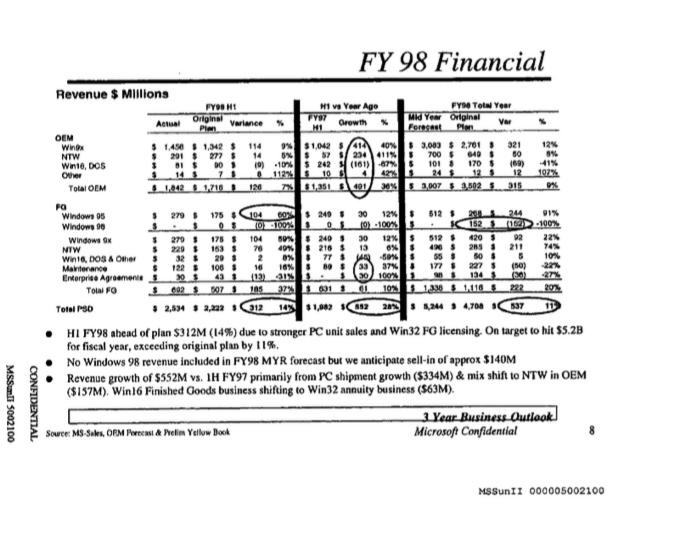 FY 98 Financial
Revenue $ Millions
FY98 H1 H1 vs Year Ago FY98 Total Year
Actual Original Plan Variance % FY97 H1 Growth % Mid Year Forecast Original Plan Var %
OEM
Win9x $ 1,456 $ 1,342 $ 114 9% $ 1,042 $ 414 40% $ 3,083 $ 2,761 $ 321 12%
NTW $ 291 $ 277 $ 14 5% $ 57 $ 234 411% $ 700 $ 649 $ 50 8%
Win16, DOS $ 81 $ 90 $ (9) -10% $ 242 $ (161) -67% $ 101 $ 170 $ (69) -41%
Other $ 14 $ 7 $ 8 112% $ 10 $ 4 42% $ 24 $ 12 $ 12 107%
Total OEM $ 1,842 $ 1,716 $ 126 7% $ 1,351 $ 491 36% $ 3,907 $ 3,592 $ 315 9%
FG
Windows 95 $ 279 $ 175 $ 104 60% $ 249 $ 30 12% $ 512 $ 268 $ 244 91%
Windows 98 $ - $ 0 $ (0) -100% $ 0 $ (0) -100% $ - $ 152 $ (152) -100%
Windows 9x $ 279 $ 175 $ 104 59% $ 249 $ 30 12% $ 512 $ 420 $ 92 22%
NTW $ 229 $ 153 $ 76 49% $ 216 $ 13 6% $ 496 $ 285 $ 211 74%
Win16, DOS & Other $ 32 $ 29 $ 2 8% $ 77 $ (45) -59% $ 55 $ 50 $ 5 10%
Maintenance $ 122 $ 106 $ 16 16% $ 89 $ 33 37% $ 177 $ 227 $ (50) -22%
Enterprise Agreements $ 30 $ 43 $ (13) -31% $ - $ 30 100% $ 98 $ 134 $ (36) -27%
Total FG $ 692 $ 507 $ 185 37% $ 631 $ 61 10% $ 1,338 $ 1,116 $ 222 20%
Total PSD $ 2,534 $ 2,222 $ 312 14% $ 1,982 $ 552 28% $ 5,244 $ 4,708 $ 537 11%
• H1 FY98 ahead of plan $312M (14%) due to stronger PC unit sales and Win32 FG licensing. On target to hit $5.2B
for fiscal year, exceeding original plan by 11%.
• No Windows 98 revenue included in FY98 MYR forecast but we anticipate sell-in of approx $140M
• Revenue growth of $552M vs. 1H FY97 primarily from PC shipment growth ($334M) & mix shift to NTW in OEM
($157M). Win16 Finished Goods business shifting to Win32 annuity business ($63M).
3 Year Business Outlook
Source: MS-Sales, OEM Forecast & Prelim Yellow Book Microsoft Confidential 8
MSSunII 5002100
CONFIDENTIAL
MSSunII 000005002100